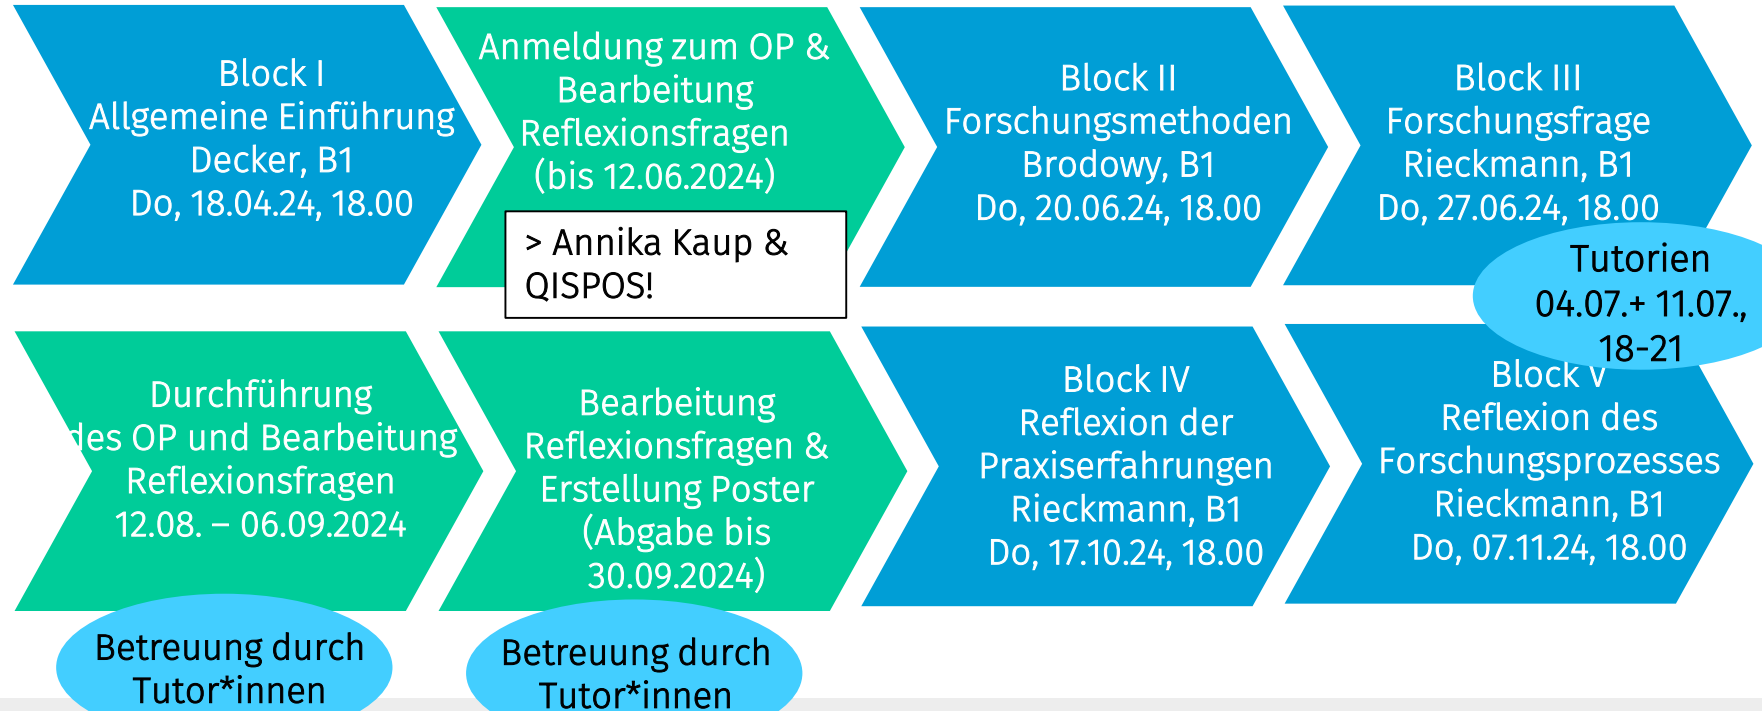 Block I
Allgemeine Einführung
Decker, B1
Do, 18.04.24, 18.00
Anmeldung zum OP &
Bearbeitung
Reflexionsfragen
(bis 12.06.2024)
> Annika Kaup &
QISPOS!
Block II
Forschungsmethoden
Brodowy, B1
Do, 20.06.24, 18.00
Block III
Forschungsfrage
Rieckmann, B1
Do, 27.06.24, 18.00
Tutorien
04.07.+ 11.07.,
18-21
Durchführung
des OP und Bearbeitung
Reflexionsfragen
12.08. – 06.09.2024
Betreuung durch
Tutor*innen
Bearbeitung
Reflexionsfragen &
Erstellung Poster
(Abgabe bis
30.09.2024)
Betreuung durch
Tutor*innen
Block IV
Reflexion der
Praxiserfahrungen
Rieckmann, B1
Do, 17.10.24, 18.00
Block V
Reflexion des
Forschungsprozesses
Rieckmann, B1
Do, 07.11.24, 18.00